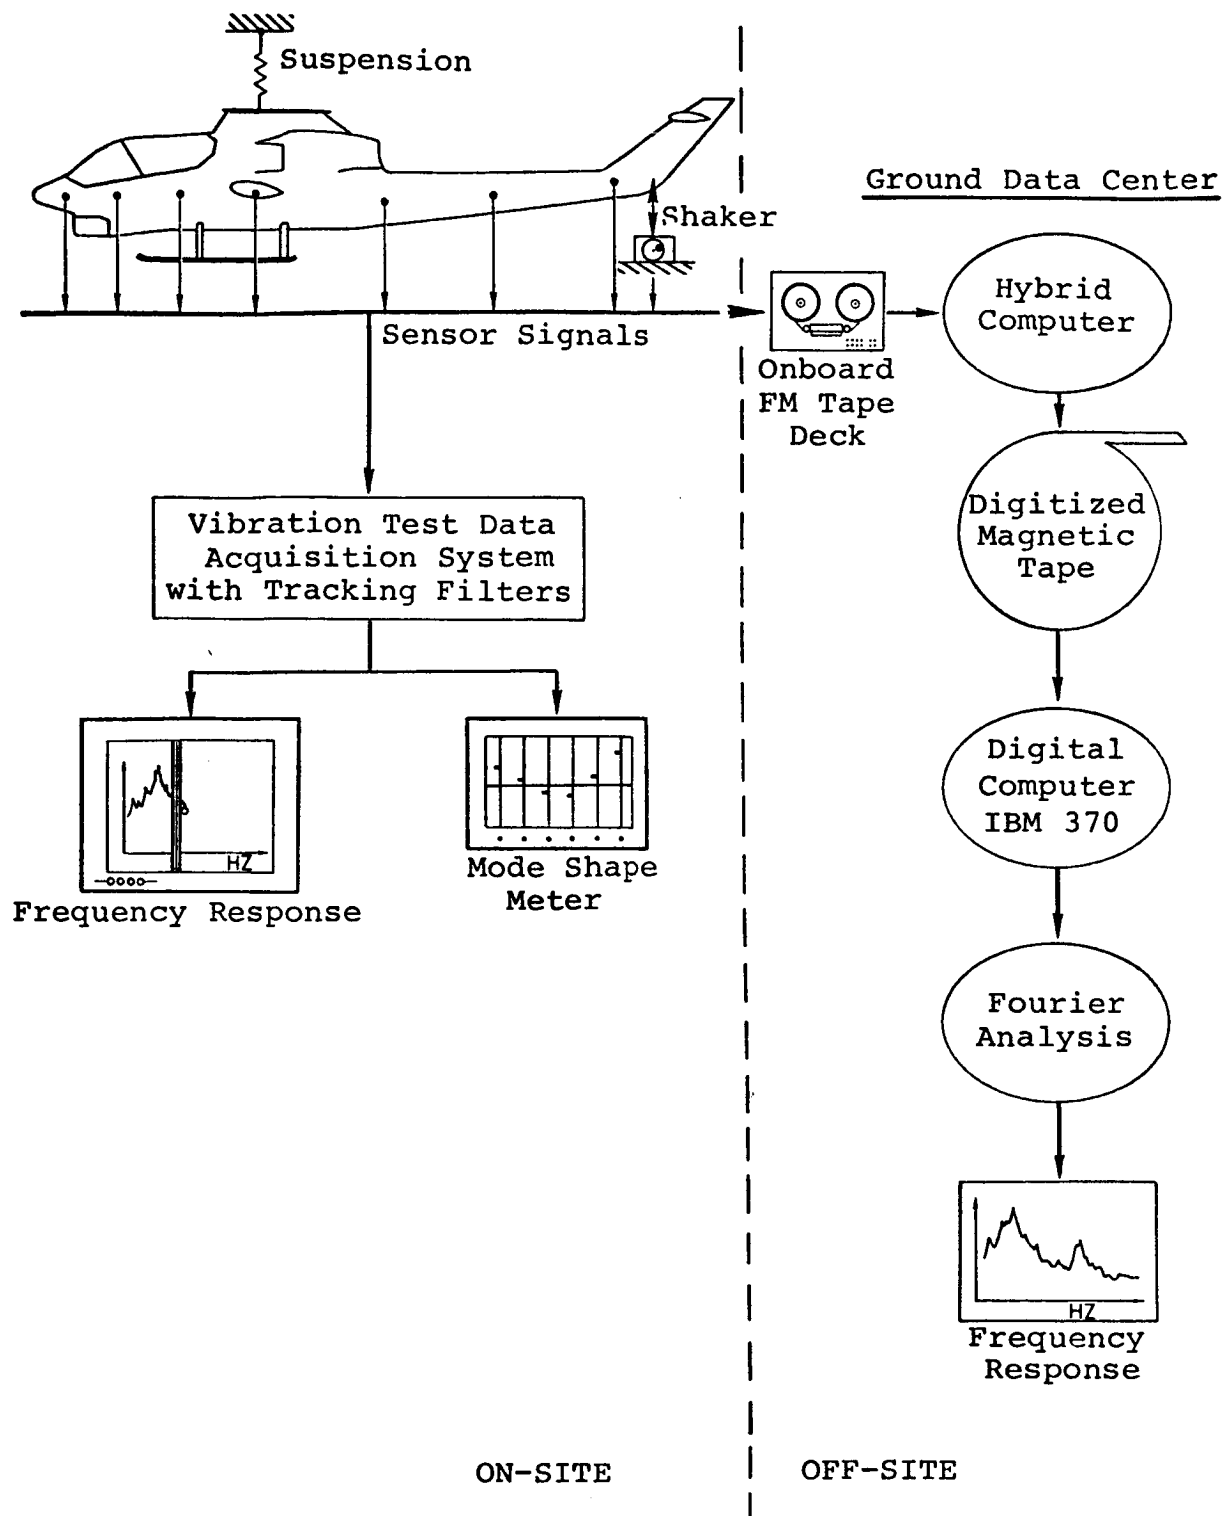 Suspension
Shaker
Sensor Signals
Ground Data Center
Hybrid
Computer
Onboard
FM Tape
Deck
Digitized
Magnetic
Tape
Vibration Test Data
Acquisition System
with Tracking Filters
HZ
Frequency Response
Mode Shape
Meter
Digital
Computer
IBM 370
Fourier
Analysis
HZ
Frequency
Response
ON-SITE
OFF-SITE